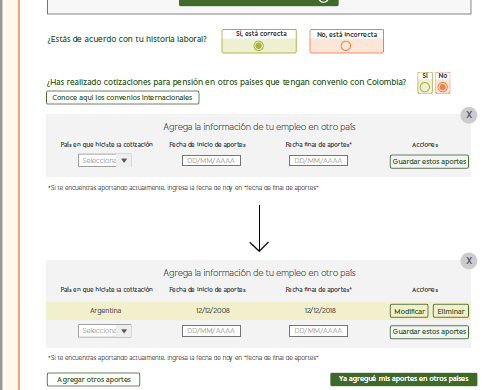 ¿Estás de acuerdo con tu historia laboral?
Sí, está correcta
No, está incorrecta
¿Has realizado cotizaciones para pensión en otros países que tengan convenio con Colombia?
Sí
No
Conoce aquí los convenios internacionales
X
Agrega la información de tu empleo en otro país
País en que hiciste la cotización Fecha de inicio de aportes Fecha final de aportes* Acciones
Selecciona DD/MM/AAAA DD/MM/AAAA Guardar estos aportes
*Si te encuentras aportando actualmente, ingresa la fecha de hoy en "fecha de final de aportes"
X
Agrega la información de tu empleo en otro país
País en que hiciste la cotización Fecha de inicio de aportes Fecha final de aportes* Acciones
Argentina 12/12/2008 12/12/2018 Modificar Eliminar
Selecciona DD/MM/AAAA DD/MM/AAAA Guardar estos aportes
*Si te encuentras aportando actualmente, ingresa la fecha de hoy en "fecha de final de aportes"
Agregar otros aportes
Ya agregué mis aportes en otros países